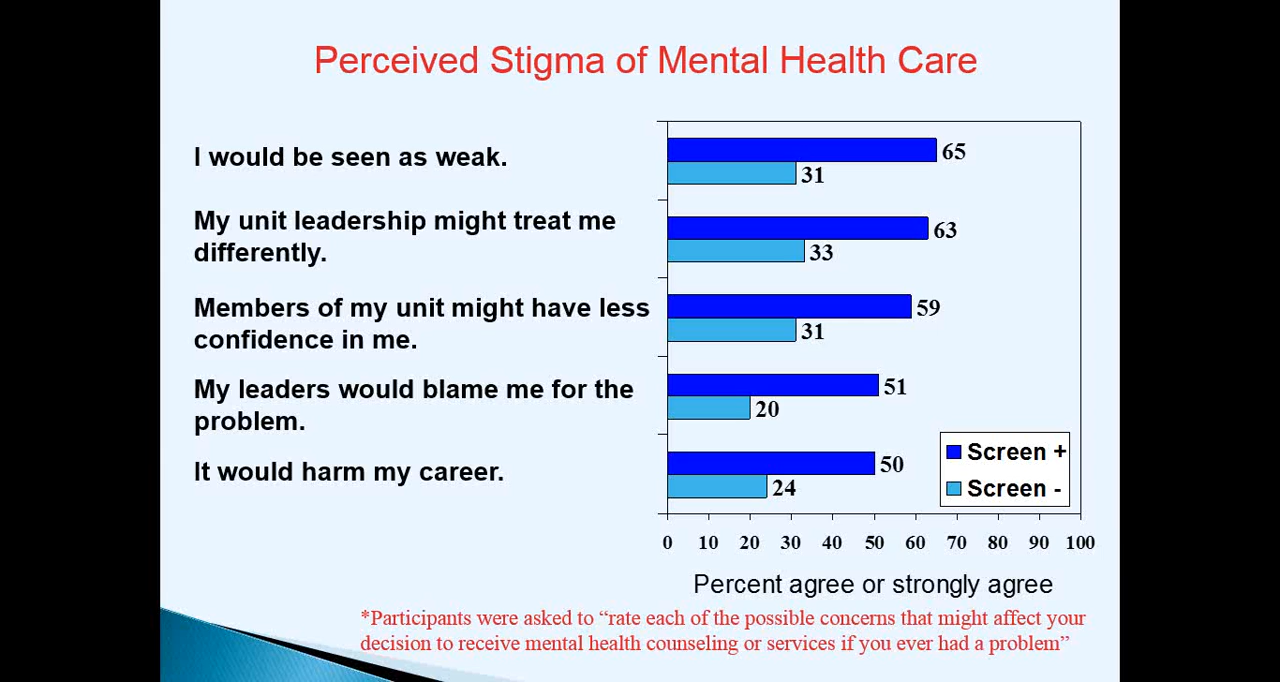 Perceived Stigma of Mental Health Care
I would be seen as weak.
65
31
My unit leadership might treat me
differently.
63
33
Members of my unit might have less
confidence in me.
59
31
My leaders would blame me for the
problem.
51
20
It would harm my career.
50
24
Screen +
Screen -
0 10 20 30 40 50 60 70 80 90 100
Percent agree or strongly agree
*Participants were asked to “rate each of the possible concerns that might affect your
decision to receive mental health counseling or services if you ever had a problem”